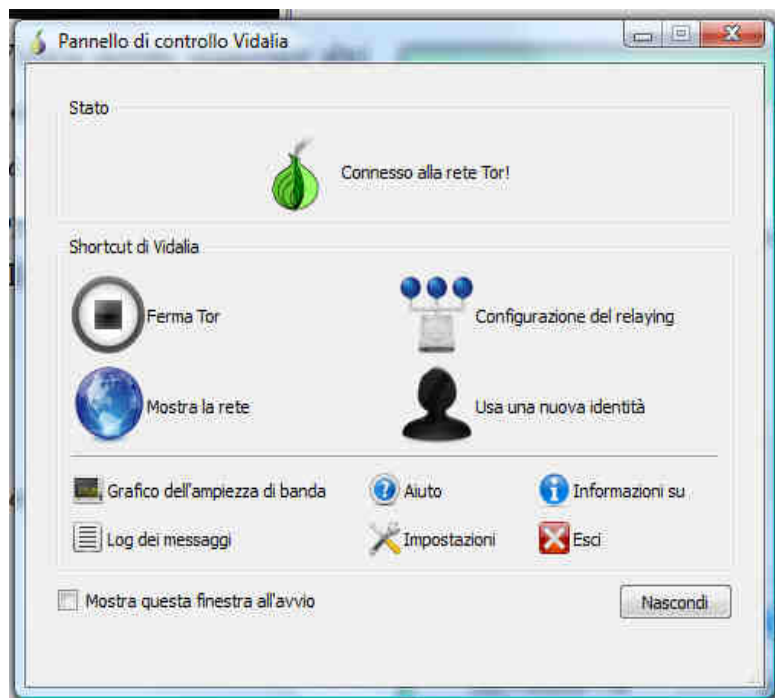 Pannello di controllo Vidalia
Stato
Connesso alla rete Tor!
Shortcut di Vidalia
Ferma Tor
Configurazione del relaying
Mostra la rete
Usa una nuova identità
Grafico dell'ampiezza di banda
Aiuto
Informazioni su
Log dei messaggi
Impostazioni
Esci
Mostra questa finestra all'avvio
Nascondi